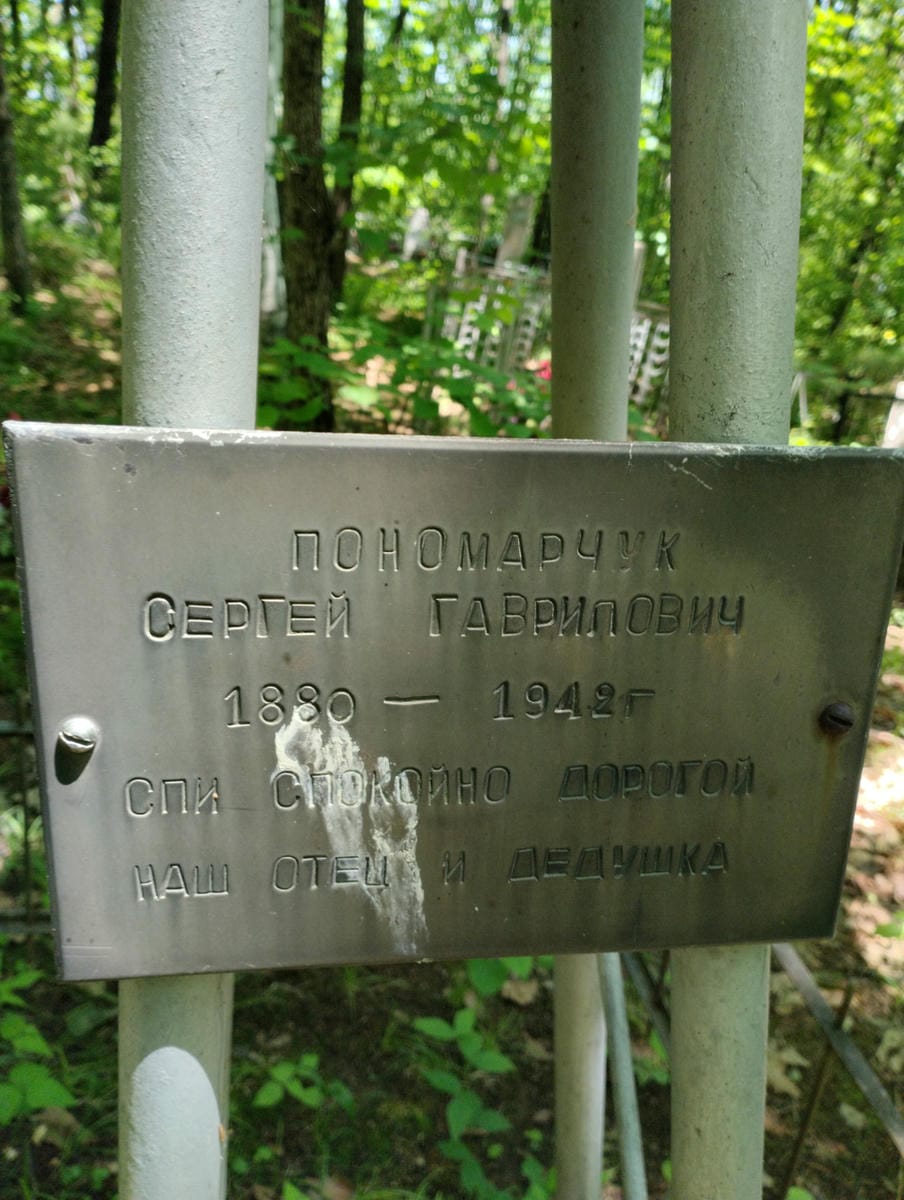 ПОНОМАРЧУК
СЕРГЕЙ ГАВРИЛОВИЧ
1880 — 1942г
СПИ СПОКОЙНО ДОРОГОЙ
НАШ ОТЕЦ И ДЕДУШКА